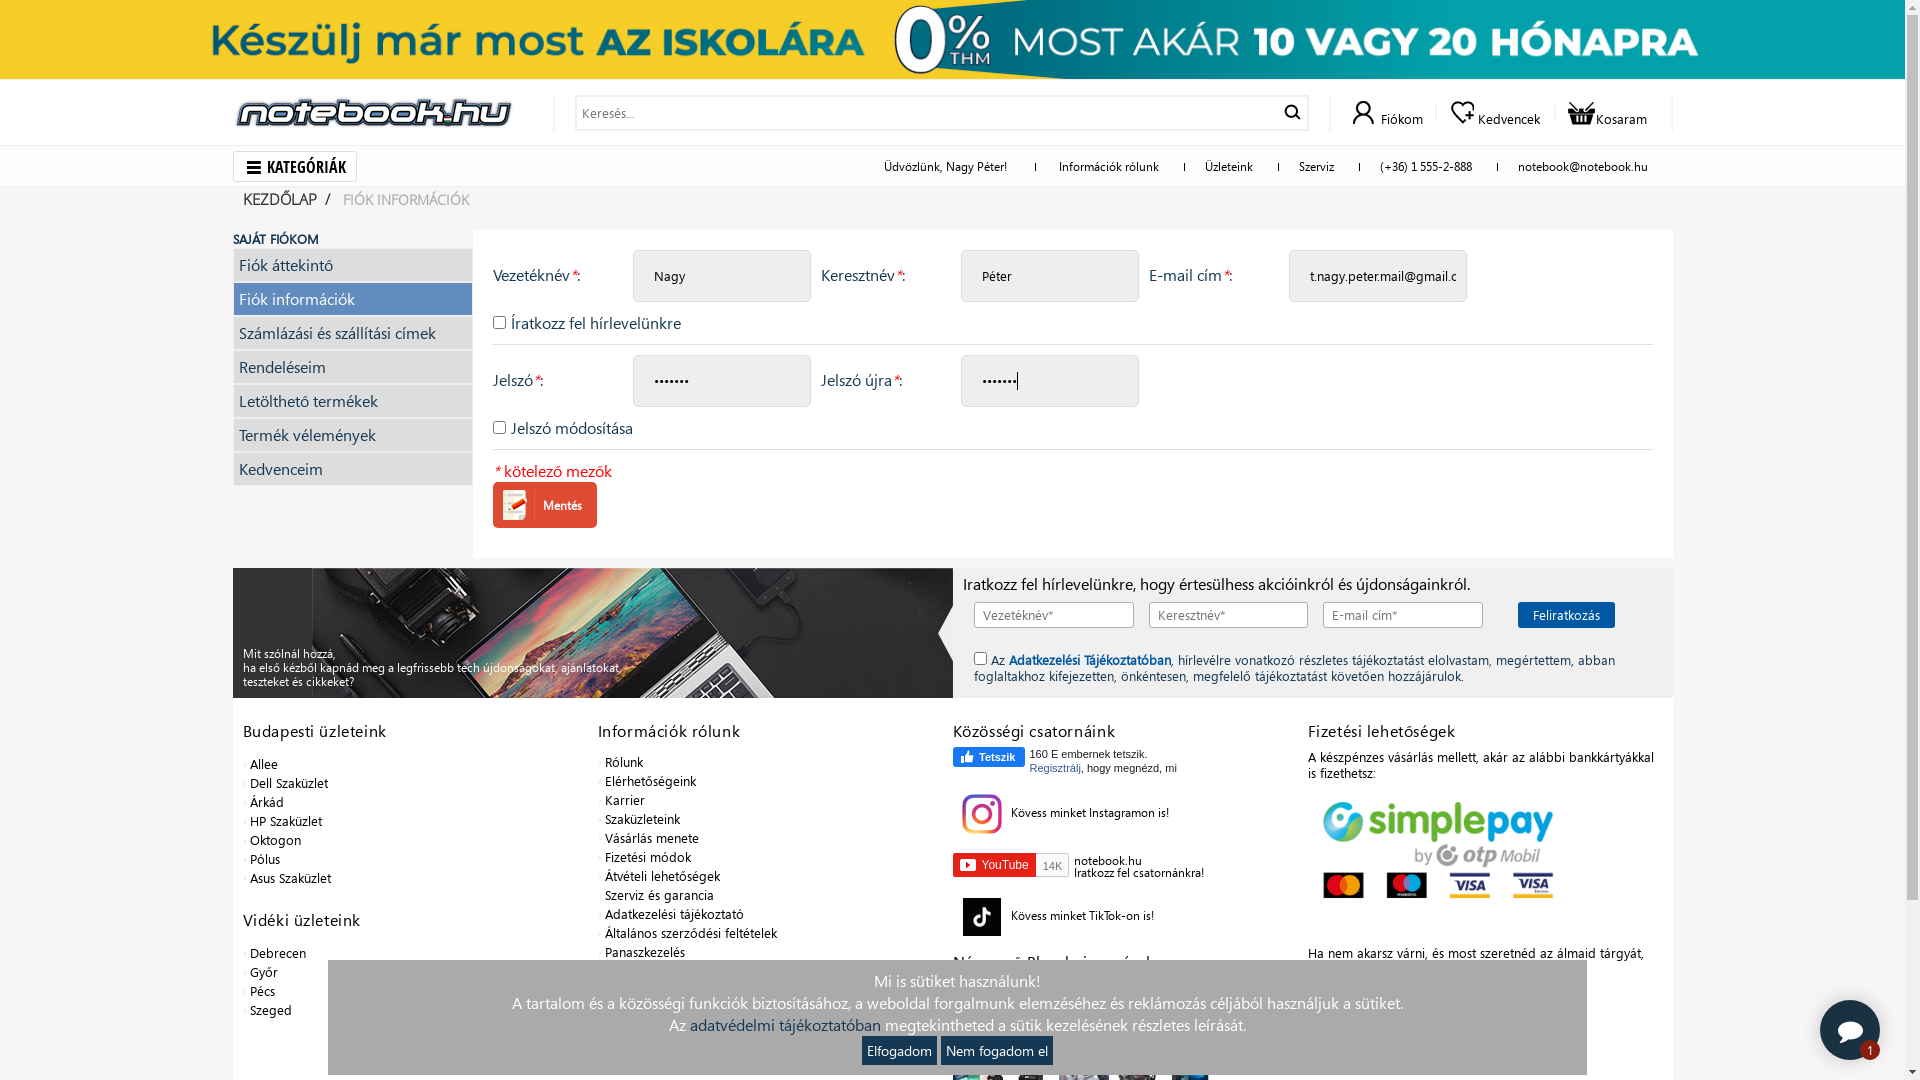 Készülj már most AZ ISKOLÁRA 0% THM MOST AKÁR 10 VAGY 20 HÓNAPRA
notebook.hu
Keresés...
Fiókom
Kedvencek
Kosaram
KATEGÓRIÁK
Üdvözlünk, Nagy Péter!
Információk rólunk
Üzleteink
Szerviz
(+36) 1 555-2-888
notebook@notebook.hu
KEZDŐLAP / FIÓK INFORMÁCIÓK
SAJÁT FIÓKOM
Fiók áttekintő
Fiók információk
Számlázási és szállítási címek
Rendeléseim
Letölthető termékek
Termék vélemények
Kedvenceim
Vezetéknév*: Nagy
Keresztnév*: Péter
E-mail cím*: t.nagy.peter.mail@gmail.c
Íratkozz fel hírlevelünkre
Jelszó*: •••••••
Jelszó újra*: •••••••
Jelszó módosítása
* kötelező mezők
Mentés
Mit szólnál hozzá,
ha első kézből kapnád meg a legfrissebb tech újdonságokat, ajánlatokat,
teszteket és cikkeket?
Iratkozz fel hírlevelünkre, hogy értesülhess akcióinkról és újdonságainkról.
Vezetéknév*
Keresztnév*
E-mail cím*
Feliratkozás
Az Adatkezelési Tájékoztatóban, hírlevélre vonatkozó részletes tájékoztatást elolvastam, megértettem, abban
foglaltakhoz kifejezetten, önkéntesen, megfelelő tájékoztatást követően hozzájárulok.
Budapesti üzleteink
Allee
Dell Szaküzlet
Árkád
HP Szaküzlet
Oktogon
Pólus
Asus Szaküzlet
Vidéki üzleteink
Debrecen
Győr
Pécs
Szeged
Információk rólunk
Rólunk
Elérhetőségeink
Karrier
Szaküzleteink
Vásárlás menete
Fizetési módok
Átvételi lehetőségek
Szerviz és garancia
Adatkezelési tájékoztató
Általános szerződési feltételek
Panaszkezelés
Közösségi csatornáink
Tetszik
160 E embernek tetszik.
Regisztrálj, hogy megnézd, mi
Kövess minket Instagramon is!
YouTube 14K
notebook.hu
Iratkozz fel csatornánkra!
Kövess minket TikTok-on is!
Fizetési lehetőségek
A készpénzes vásárlás mellett, akár az alábbi bankkártyákkal
is fizethetsz:
simplepay
by otp Mobil
VISA
VISA
Ha nem akarsz várni, és most szeretnéd az álmaid tárgyát,
Mi is sütiket használunk!
A tartalom és a közösségi funkciók biztosításához, a weboldal forgalmunk elemzéséhez és reklámozás céljából használjuk a sütiket.
Az adatvédelmi tájékoztatóban megtekintheted a sütik kezelésének részletes leírását.
Elfogadom
Nem fogadom el
1